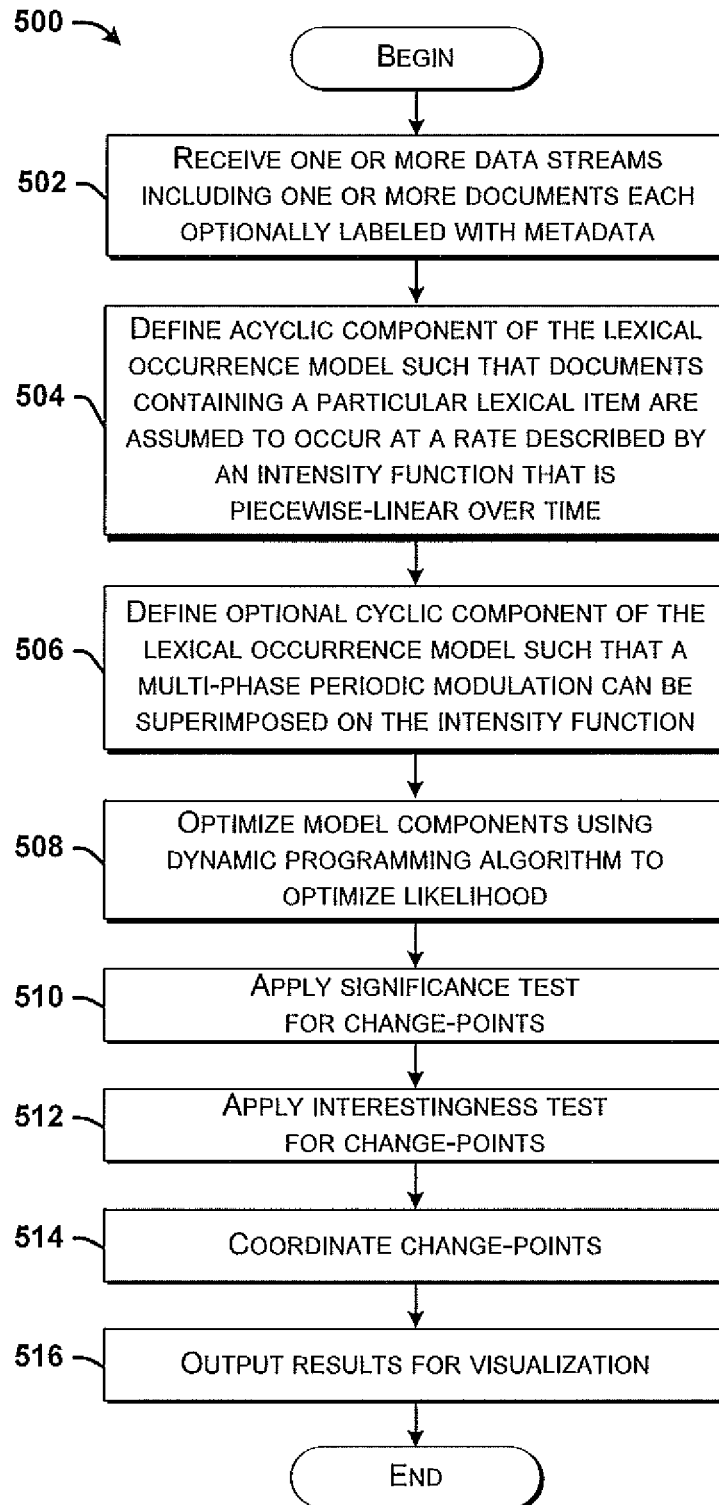 500
BEGIN
502
RECEIVE ONE OR MORE DATA STREAMS
INCLUDING ONE OR MORE DOCUMENTS EACH
OPTIONALLY LABELED WITH METADATA
504
DEFINE ACYCLIC COMPONENT OF THE LEXICAL
OCCURRENCE MODEL SUCH THAT DOCUMENTS
CONTAINING A PARTICULAR LEXICAL ITEM ARE
ASSUMED TO OCCUR AT A RATE DESCRIBED BY
AN INTENSITY FUNCTION THAT IS
PIECEWISE-LINEAR OVER TIME
506
DEFINE OPTIONAL CYCLIC COMPONENT OF THE
LEXICAL OCCURRENCE MODEL SUCH THAT A
MULTI-PHASE PERIODIC MODULATION CAN BE
SUPERIMPOSED ON THE INTENSITY FUNCTION
508
OPTIMIZE MODEL COMPONENTS USING
DYNAMIC PROGRAMMING ALGORITHM TO
OPTIMIZE LIKELIHOOD
510
APPLY SIGNIFICANCE TEST
FOR CHANGE-POINTS
512
APPLY INTERESTINGNESS TEST
FOR CHANGE-POINTS
514
COORDINATE CHANGE-POINTS
516
OUTPUT RESULTS FOR VISUALIZATION
END